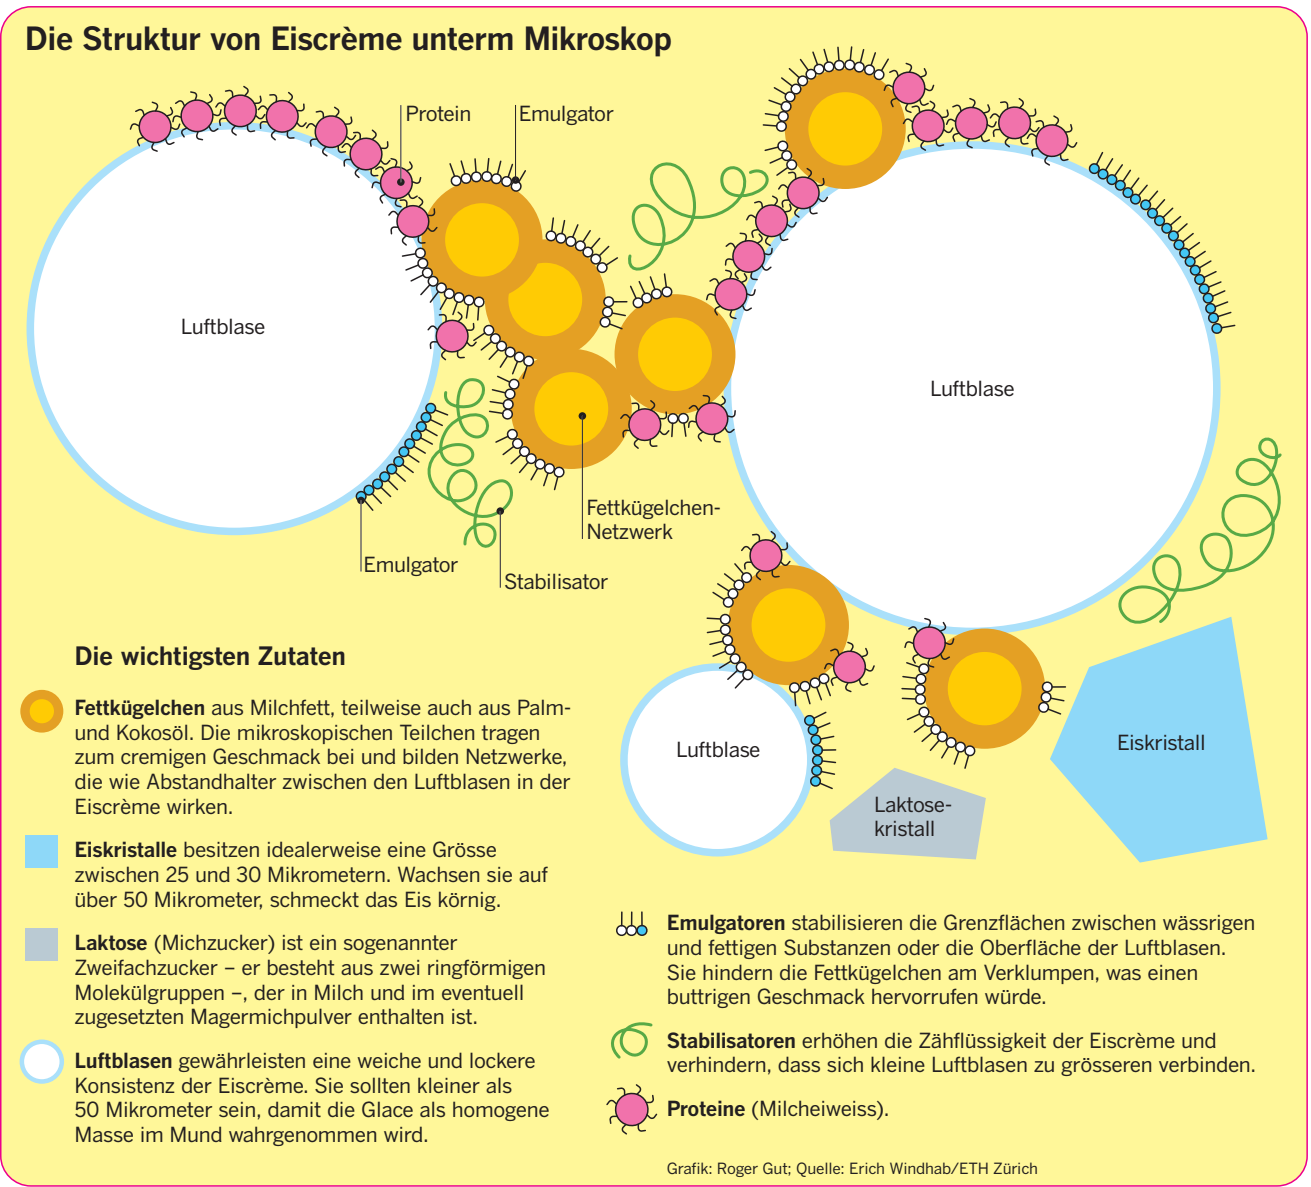 Die Struktur von Eiscrème unterm Mikroskop
Protein
Emulgator
Luftblase
Luftblase
Fettkügelchen-
Netzwerk
Emulgator
Stabilisator
Luftblase
Eiskristall
Laktose-
kristall
Die wichtigsten Zutaten
Fettkügelchen aus Milchfett, teilweise auch aus Palm-
und Kokosöl. Die mikroskopischen Teilchen tragen
zum cremigen Geschmack bei und bilden Netzwerke,
die wie Abstandhalter zwischen den Luftblasen in der
Eiscrème wirken.
Eiskristalle besitzen idealerweise eine Grösse
zwischen 25 und 30 Mikrometern. Wachsen sie auf
über 50 Mikrometer, schmeckt das Eis körnig.
Laktose (Michzucker) ist ein sogenannter
Zweifachzucker – er besteht aus zwei ringförmigen
Molekülgruppen –, der in Milch und im eventuell
zugesetzten Magermichpulver enthalten ist.
Luftblasen gewährleisten eine weiche und lockere
Konsistenz der Eiscrème. Sie sollten kleiner als
50 Mikrometer sein, damit die Glace als homogene
Masse im Mund wahrgenommen wird.
Emulgatoren stabilisieren die Grenzflächen zwischen wässrigen
und fettigen Substanzen oder die Oberfläche der Luftblasen.
Sie hindern die Fettkügelchen am Verklumpen, was einen
buttrigen Geschmack hervorrufen würde.
Stabilisatoren erhöhen die Zähflüssigkeit der Eiscrème und
verhindern, dass sich kleine Luftblasen zu grösseren verbinden.
Proteine (Milcheiweiss).
Grafik: Roger Gut; Quelle: Erich Windhab/ETH Zürich